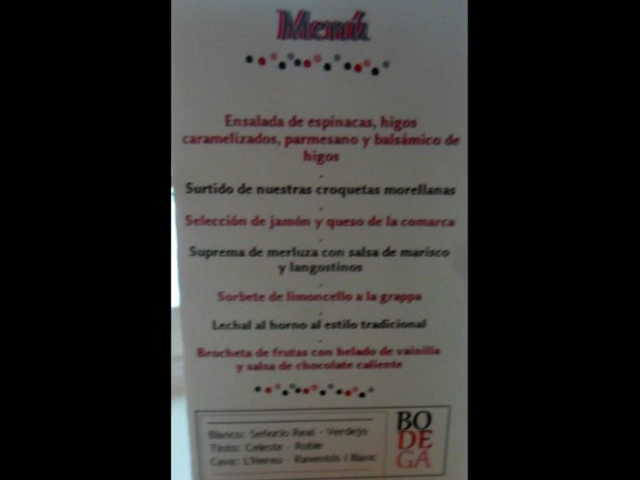 Menú
Ensalada de espinacas, higos
caramelizados, parmesano y balsámico de
higos
Surtido de nuestras croquetas morellanas
Selección de jamón y queso de la comarca
Suprema de merluza con salsa de marisco
y langostinos
Sorbete de limoncello a la grappa
Lechal al horno al estilo tradicional
Brocheta de frutas con helado de vainilla
y salsa de chocolate caliente
Blanco: Señorío Real - Verdejo
Tinto: Celeste - Roble
Cava: L'Hereu - Raventós i Blanc
BO
DE
GA